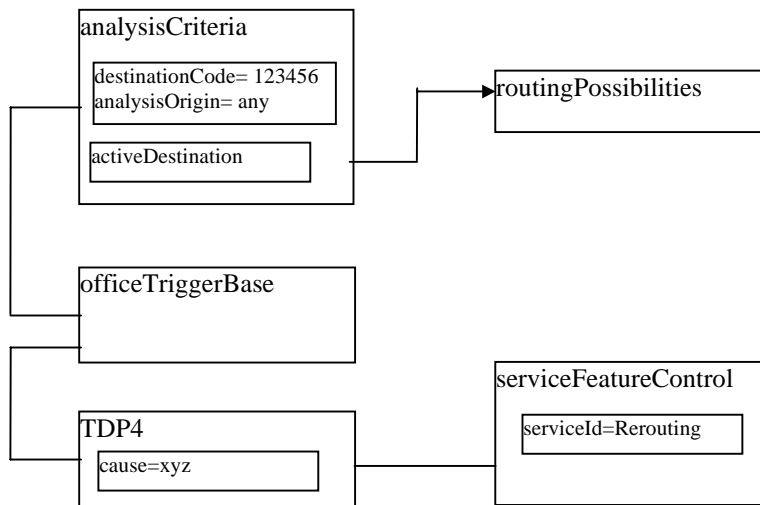 analysisCriteria
destinationCode= 123456
analysisOrigin= any
activeDestination
routingPossibilities
officeTriggerBase
TDP4
cause=xyz
serviceFeatureControl
serviceId=Rerouting